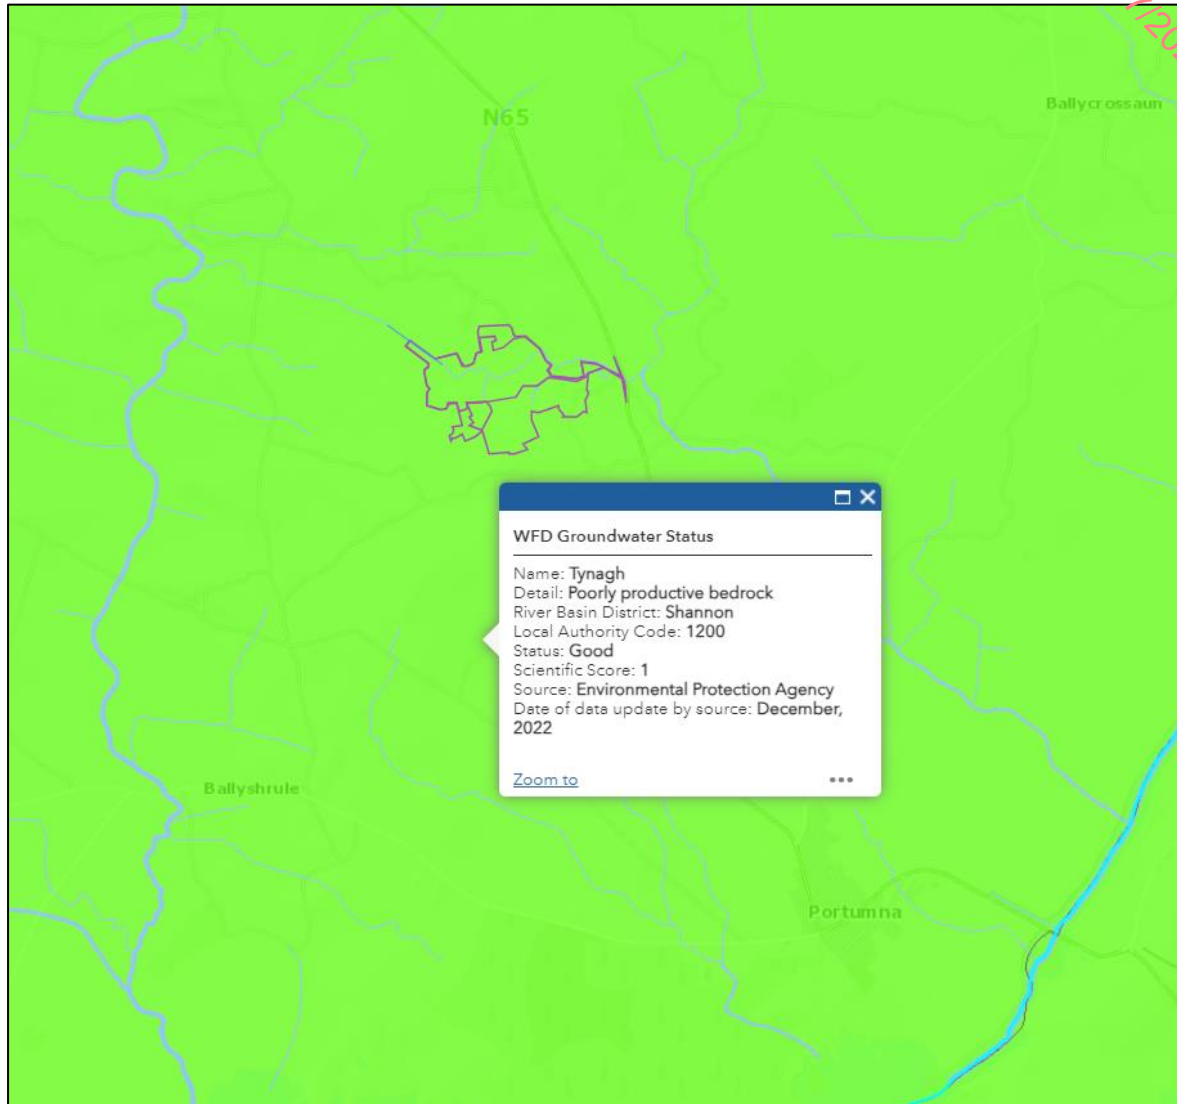 N65
Ballycrossaun
WFD Groundwater Status
Name: Tynagh
Detail: Poorly productive bedrock
River Basin District: Shannon
Local Authority Code: 1200
Status: Good
Scientific Score: 1
Source: Environmental Protection Agency
Date of data update by source: December,
2022
Zoom to
Ballyshrule
Portumna